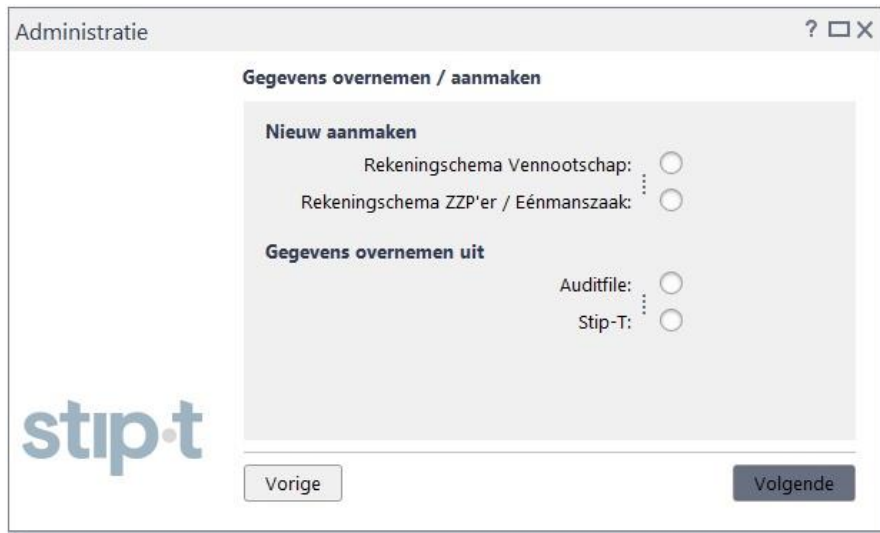 Administratie
?
Gegevens overnemen / aanmaken
Nieuw aanmaken
Rekeningschema Vennootschap:
Rekeningschema ZZP'er / Eénmanszaak:
Gegevens overnemen uit
Auditfile:
Stip-T:
stip·t
Vorige
Volgende